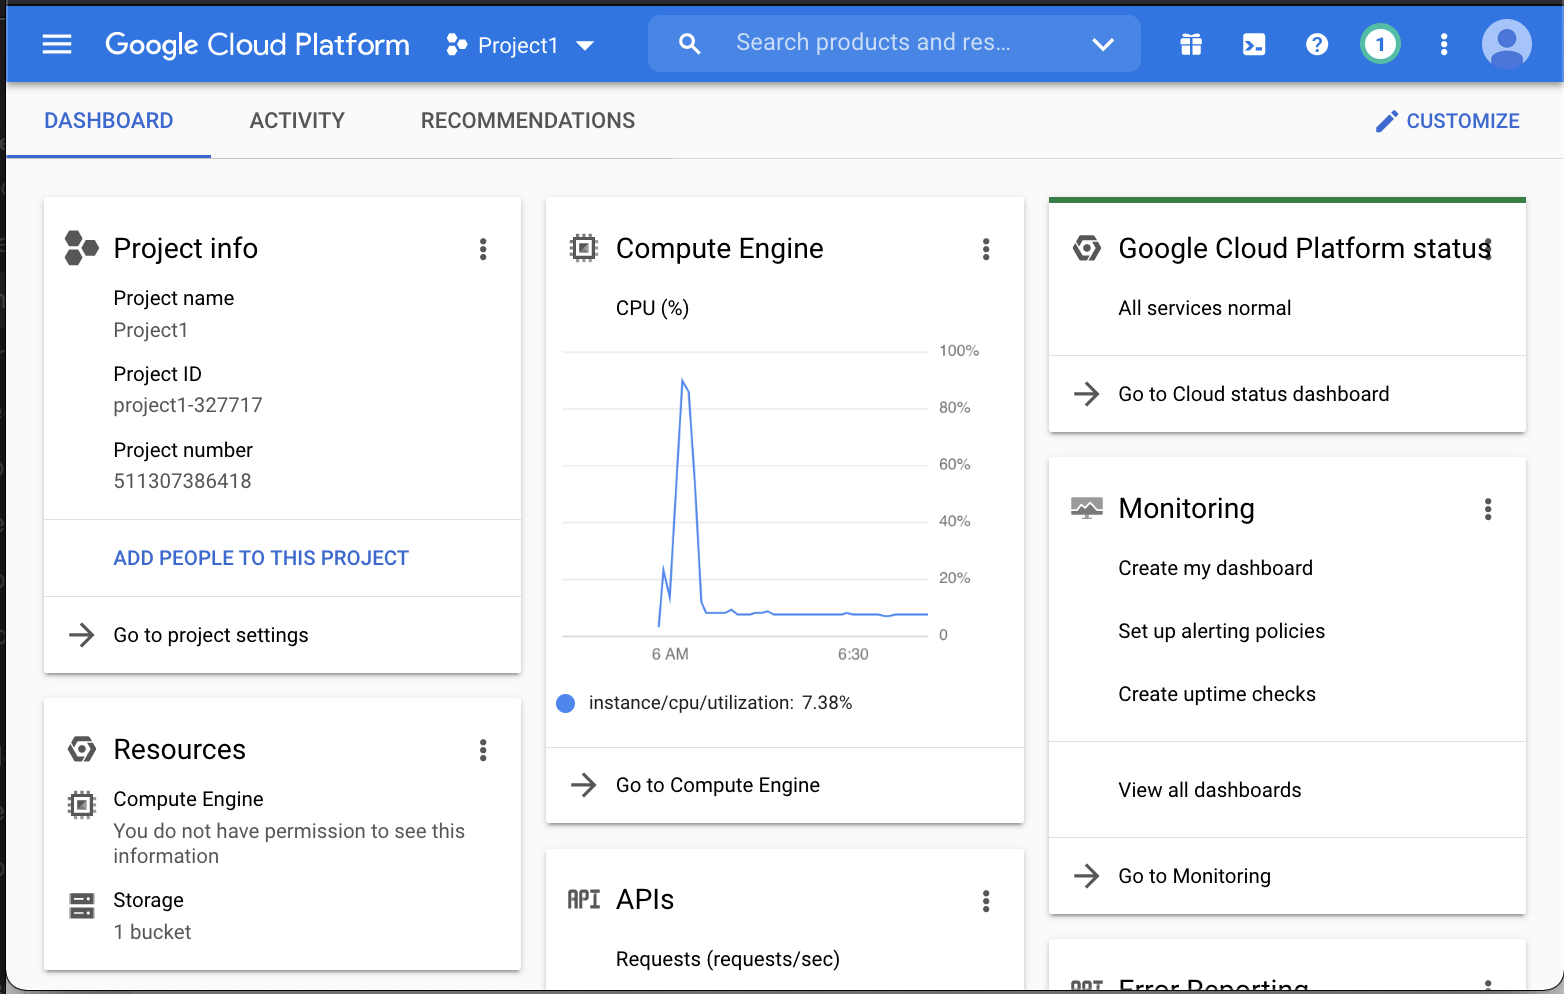 Google Cloud Platform
Project1
Search products and res...
1
DASHBOARD
ACTIVITY
RECOMMENDATIONS
CUSTOMIZE
Project info
Project name
Project1
Project ID
project1-327717
Project number
511307386418
ADD PEOPLE TO THIS PROJECT
Go to project settings
Resources
Compute Engine
You do not have permission to see this
information
Storage
1 bucket
Compute Engine
CPU (%)
100%
80%
60%
40%
20%
0
6 AM
6:30
instance/cpu/utilization: 7.38%
Go to Compute Engine
API
APIs
Requests (requests/sec)
Google Cloud Platform status
All services normal
Go to Cloud status dashboard
Monitoring
Create my dashboard
Set up alerting policies
Create uptime checks
View all dashboards
Go to Monitoring
API
Error Reporting